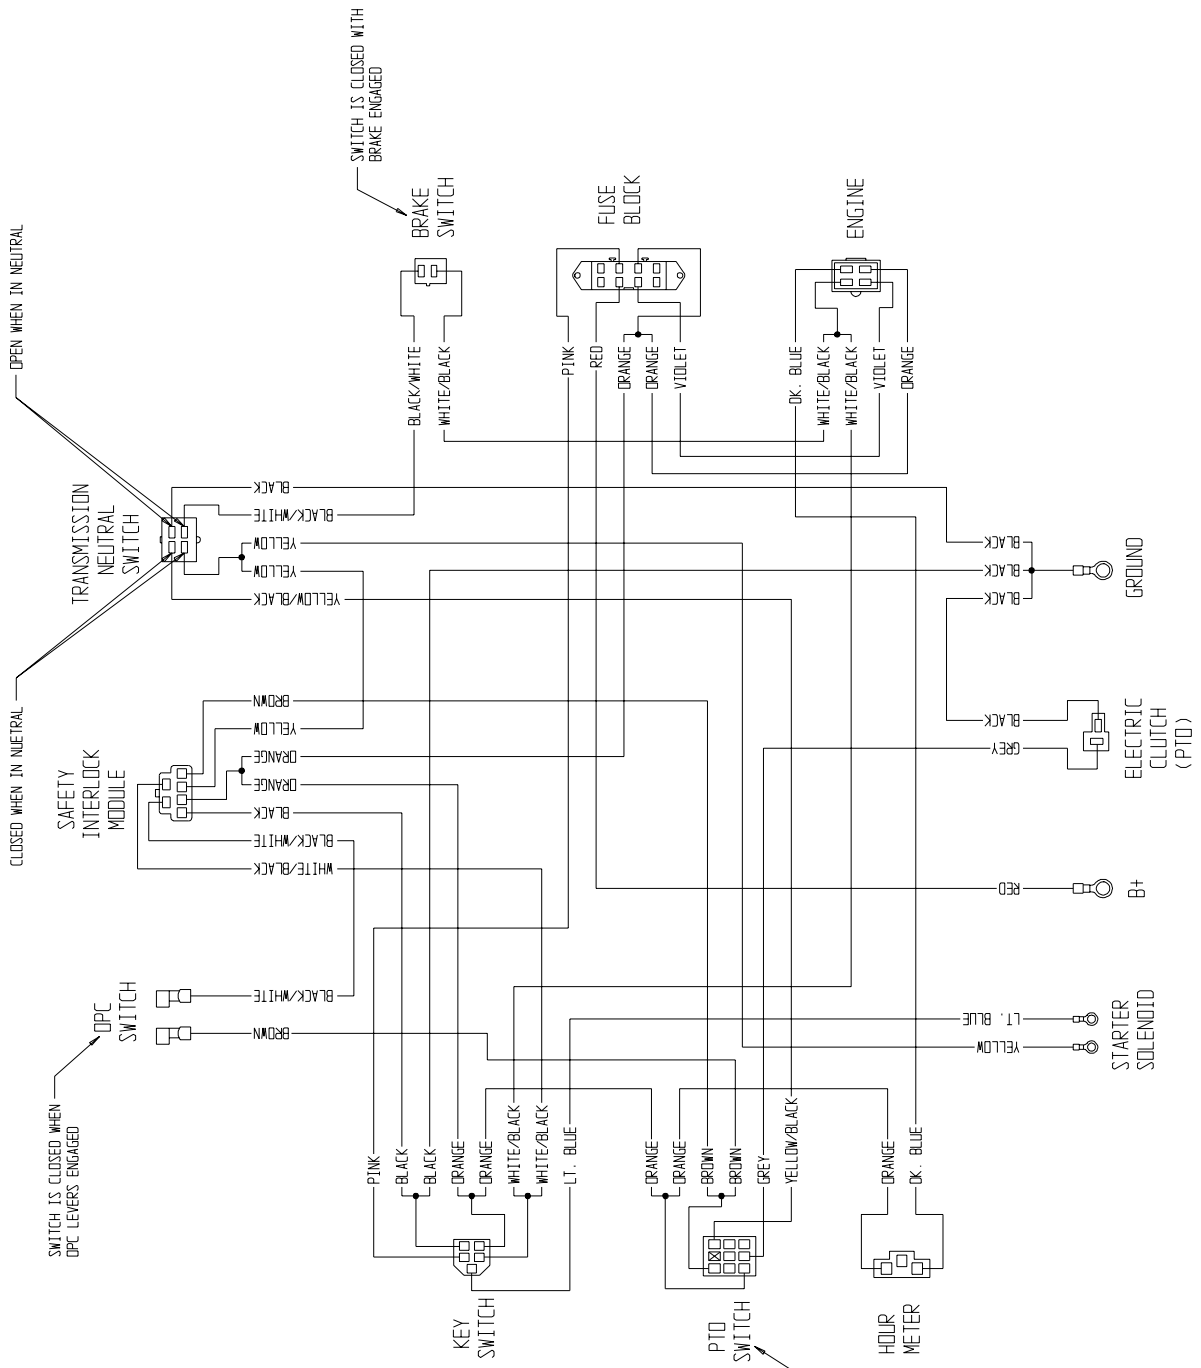 SWITCH IS CLOSED WITH
BRAKE ENGAGED
OPEN WHEN IN NEUTRAL
BRAKE
SWITCH
FUSE
BLOCK
ENGINE
BLACK/WHITE
WHITE/BLACK
PINK
RED
ORANGE
ORANGE
VIOLET
DK. BLUE
WHITE/BLACK
WHITE/BLACK
VIOLET
ORANGE
TRANSMISSION
NEUTRAL
SWITCH
BLACK
BLACK/WHITE
YELLOW
YELLOW
YELLOW/BLACK
BLACK
BLACK
BLACK
GROUND
CLOSED WHEN IN NUETRAL
SAFETY
INTERLOCK
MODULE
BROWN
YELLOW
ORANGE
ORANGE
BLACK
BLACK/WHITE
WHITE/BLACK
BLACK
GREY
ELECTRIC
CLUTCH
(PTO)
RED
B+
OPC
SWITCH
BLACK/WHITE
BROWN
LT. BLUE
YELLOW
STARTER
SOLENOID
SWITCH IS CLOSED WHEN
OPC LEVERS ENGAGED
PINK
BLACK
BLACK
ORANGE
ORANGE
WHITE/BLACK
WHITE/BLACK
LT. BLUE
ORANGE
ORANGE
BROWN
BROWN
GREY
YELLOW/BLACK
ORANGE
DK. BLUE
KEY
SWITCH
PTO
SWITCH
HOUR
METER